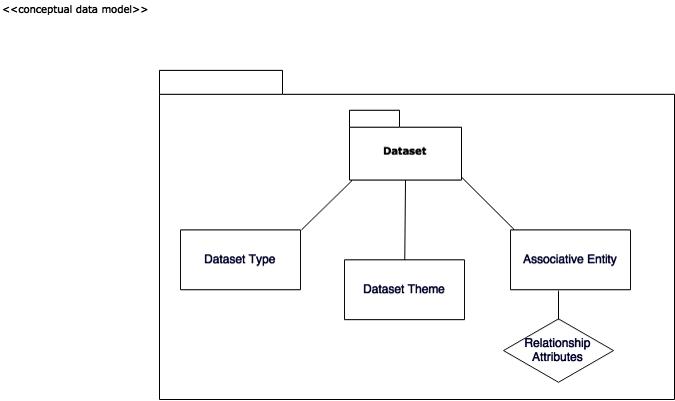 <<conceptual data model>>
Dataset
Dataset Type
Dataset Theme
Associative Entity
Relationship
Attributes